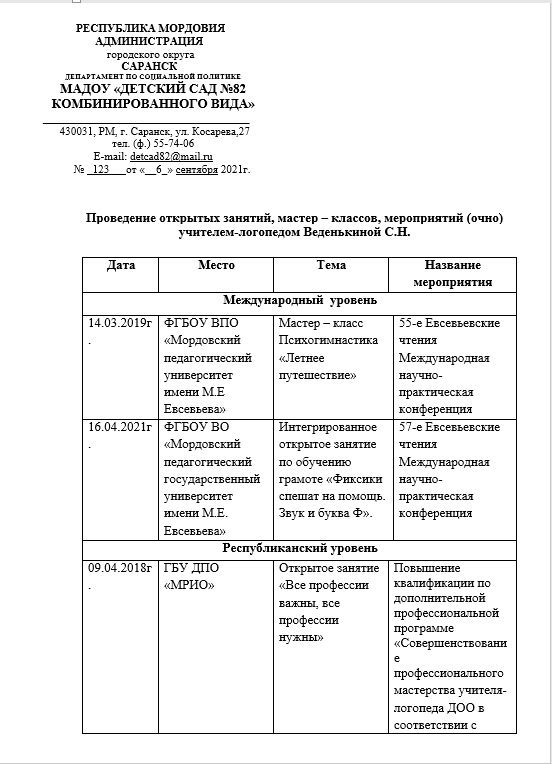 РЕСПУБЛИКА МОРДОВИЯ
АДМИНИСТРАЦИЯ
городского округа
САРАНСК
ДЕПАРТАМЕНТ ПО СОЦИАЛЬНОЙ ПОЛИТИКЕ
МАДОУ «ДЕТСКИЙ САД №82
КОМБИНИРОВАННОГО ВИДА»
430031, РМ, г. Саранск, ул. Косарева,27
тел. (ф.) 55-74-06
E-mail: detcad82@mail.ru
№ _123___от «__6_» сентября 2021г.
Проведение открытых занятий, мастер – классов, мероприятий (очно)
учителем-логопедом Веденькиной С.Н.
Дата
Место
Тема
Название
мероприятия
Международный уровень
14.03.2019г
.
ФГБОУ ВПО
«Мордовский
педагогический
университет
имени М.Е
Евсевьева»
Мастер – класс
Психогимнастика
«Летнее
путешествие»
55-е Евсевьевские
чтения
Международная
научно-
практическая
конференция
16.04.2021г
.
ФГБОУ ВО
«Мордовский
педагогический
государственный
университет
имени М.Е.
Евсевьева»
Интегрированное
открытое занятие
по обучению
грамоте «Фиксики
спешат на помощь.
Звук и буква Ф».
57-е Евсевьевские
чтения
Международная
научно-
практическая
конференция
Республиканский уровень
09.04.2018г
.
ГБУ ДПО
«МРИО»
Открытое занятие
«Все профессии
важны, все
профессии
нужны»
Повышение
квалификации по
дополнительной
профессиональной
программе
«Совершенствовани
е
профессионального
мастерства учителя-
логопеда ДОО в
соответствии с